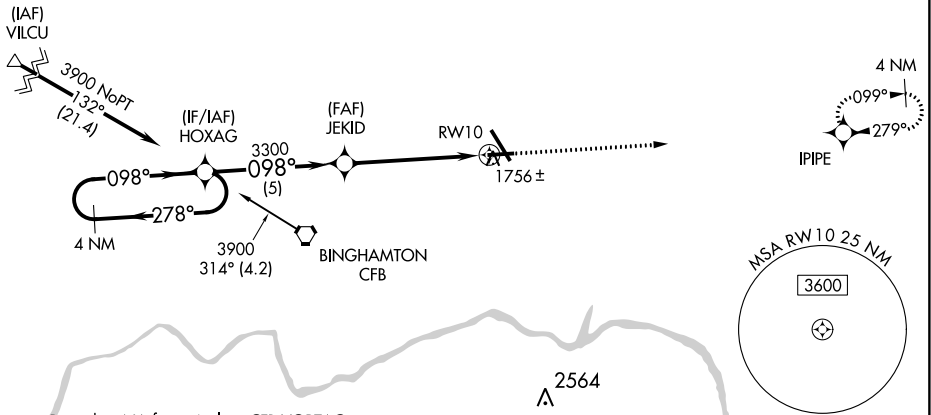 (IAF)
VILCU
3900 NoPT
132°
(21.4)
(IF/IAF)
HOXAG
098°
278°
4 NM
3300
098°
(5)
(FAF)
JEKID
3900
314° (4.2)
BINGHAMTON
CFB
RW10
1756 ±
4 NM
099°
279°
IPIPE
MSA RW10 25 NM
3600
2564